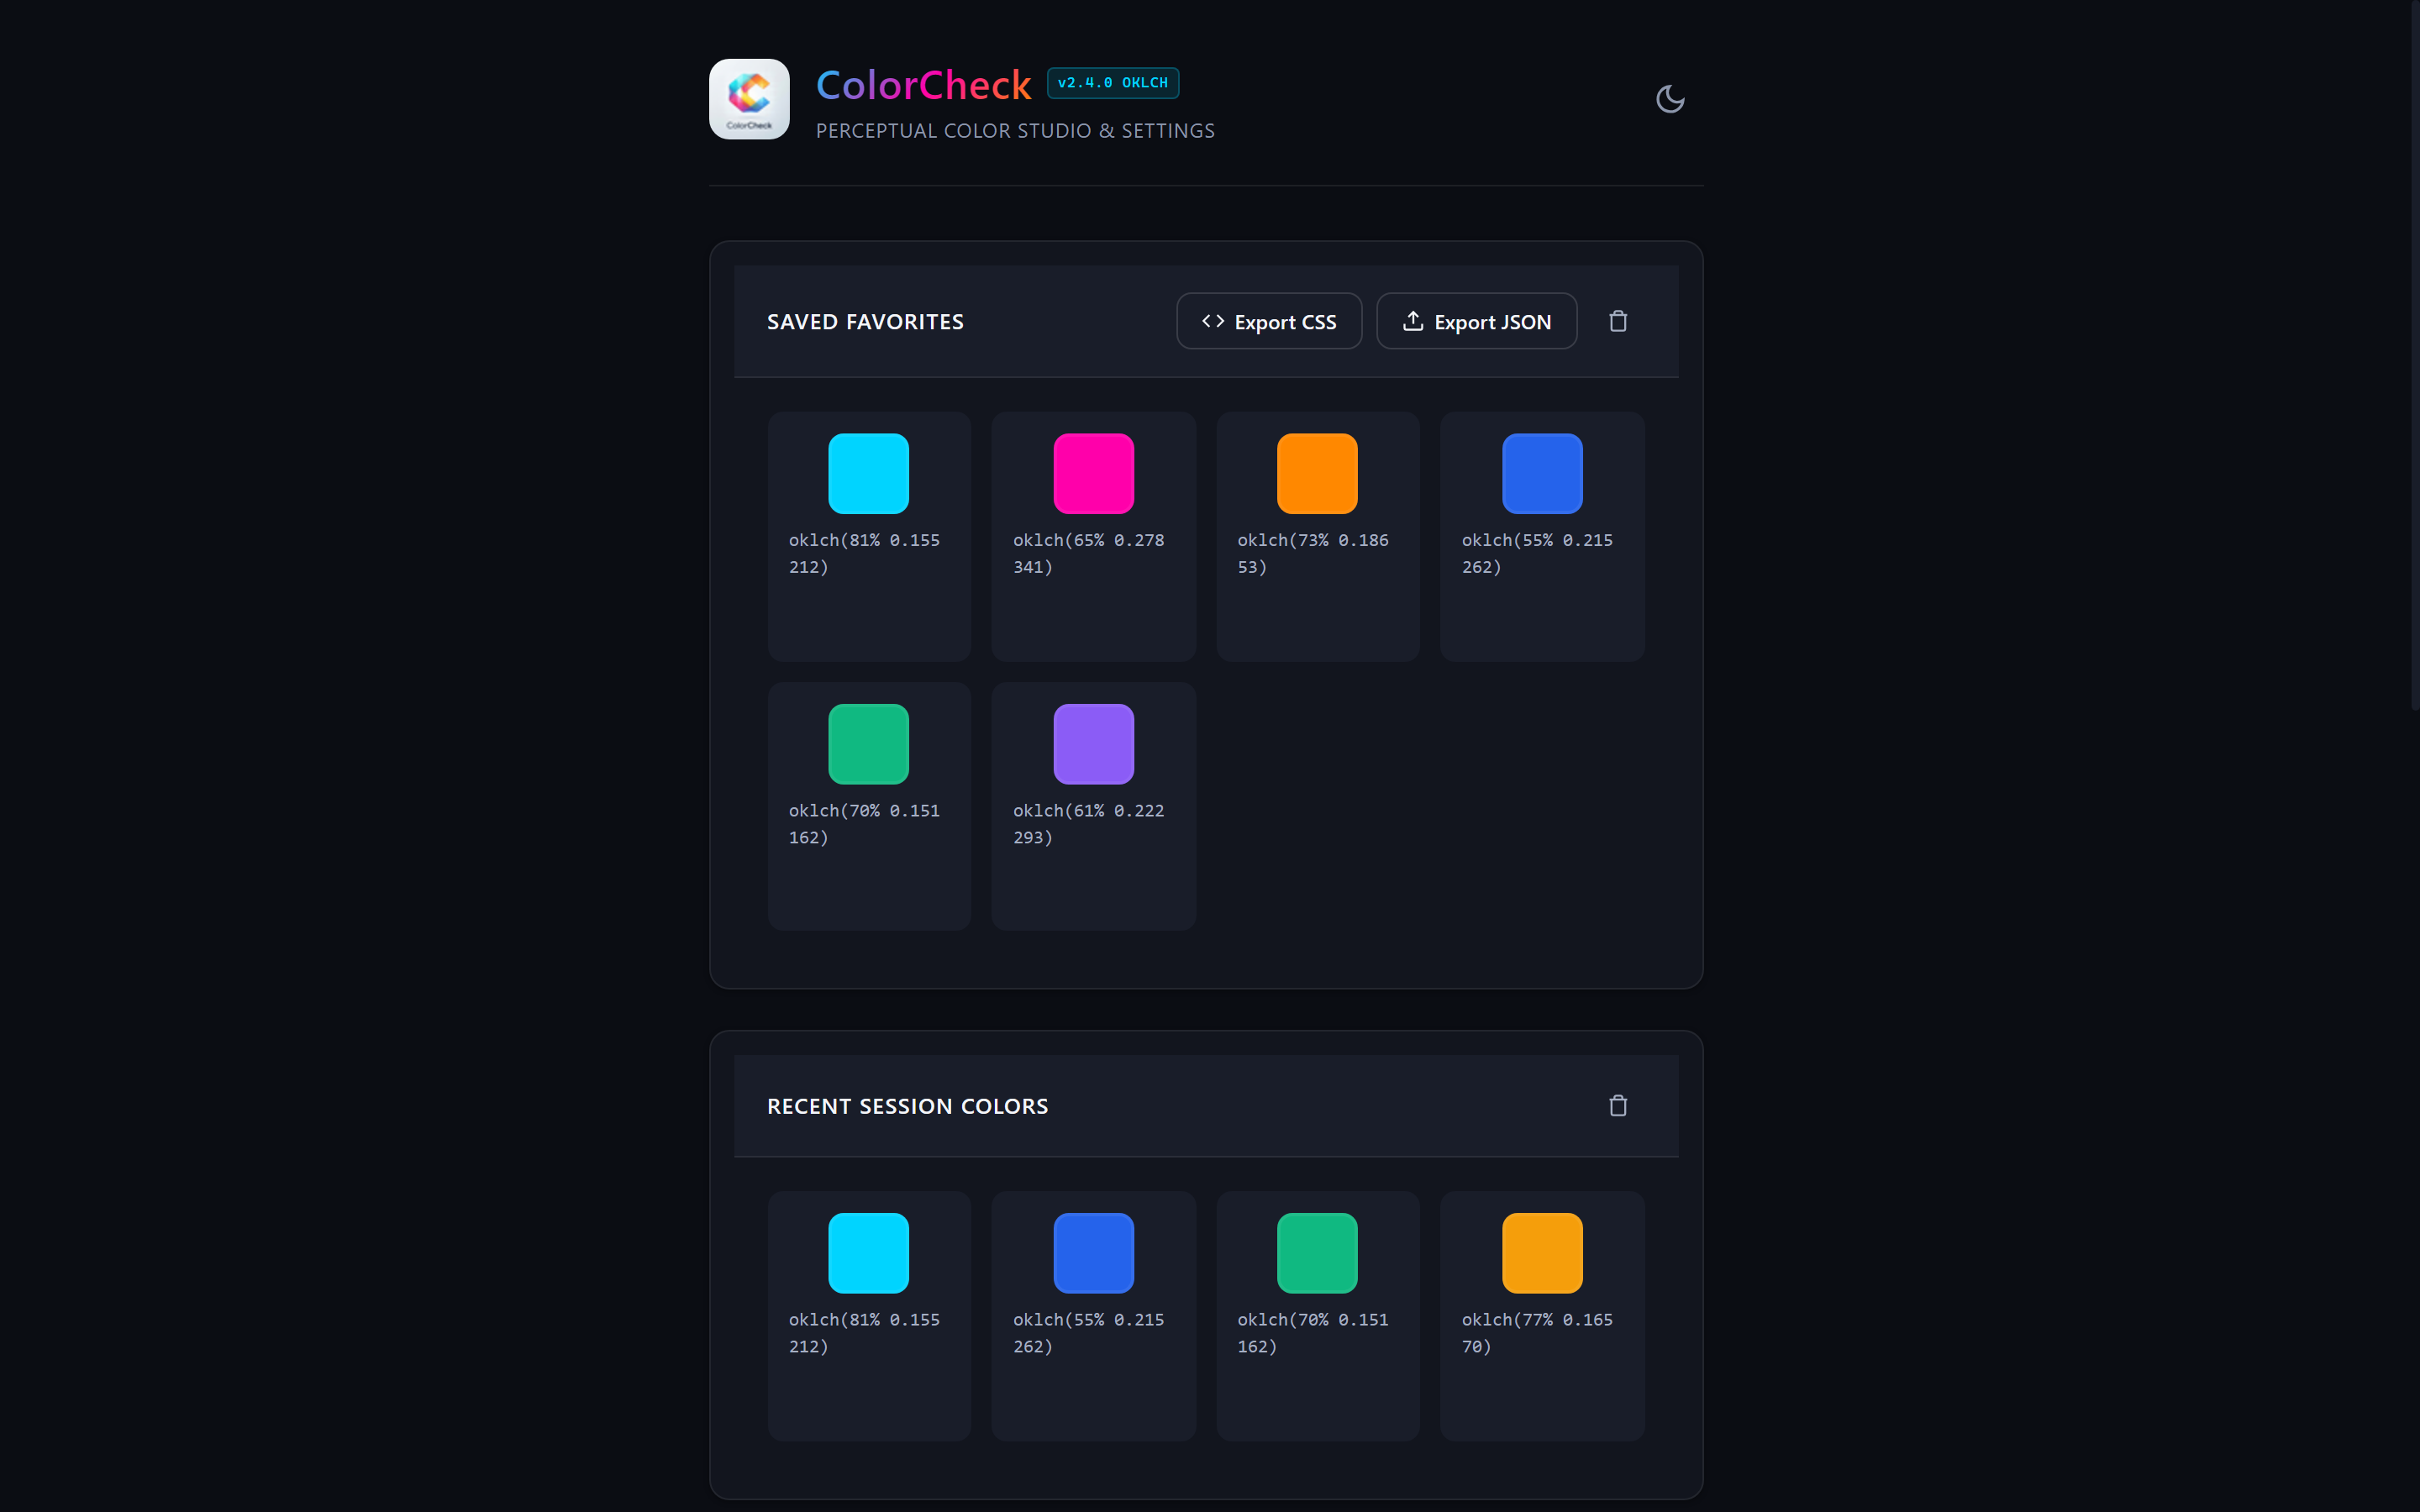 ColorCheck
ColorCheck v2.4.0 OKLCH
PERCEPTUAL COLOR STUDIO & SETTINGS
SAVED FAVORITES
Export CSS
Export JSON
oklch(81% 0.155
212)
oklch(65% 0.278
341)
oklch(73% 0.186
53)
oklch(55% 0.215
262)
oklch(70% 0.151
162)
oklch(61% 0.222
293)
RECENT SESSION COLORS
oklch(81% 0.155
212)
oklch(55% 0.215
262)
oklch(70% 0.151
162)
oklch(77% 0.165
70)